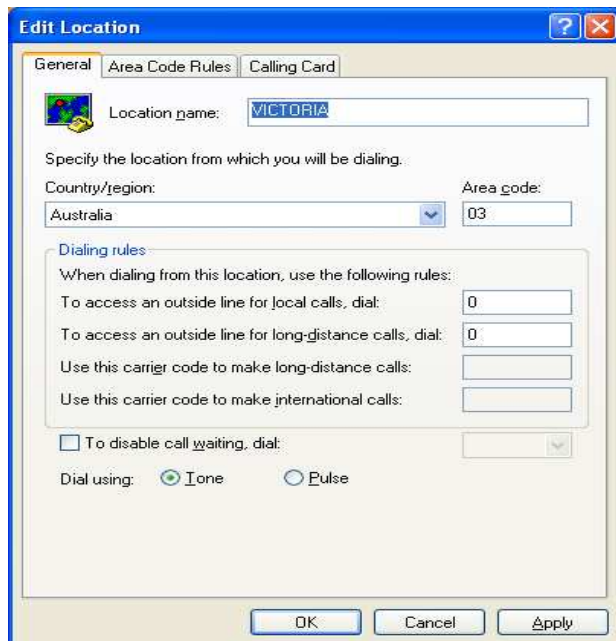 Edit Location
General Area Code Rules Calling Card
Location name: VICTORIA
Specify the location from which you will be dialing.
Country/region: Area code:
Australia 03
Dialing rules
When dialing from this location, use the following rules:
To access an outside line for local calls, dial: 0
To access an outside line for long-distance calls, dial: 0
Use this carrier code to make long-distance calls:
Use this carrier code to make international calls:
To disable call waiting, dial:
Dial using: Tone Pulse
OK Cancel Apply